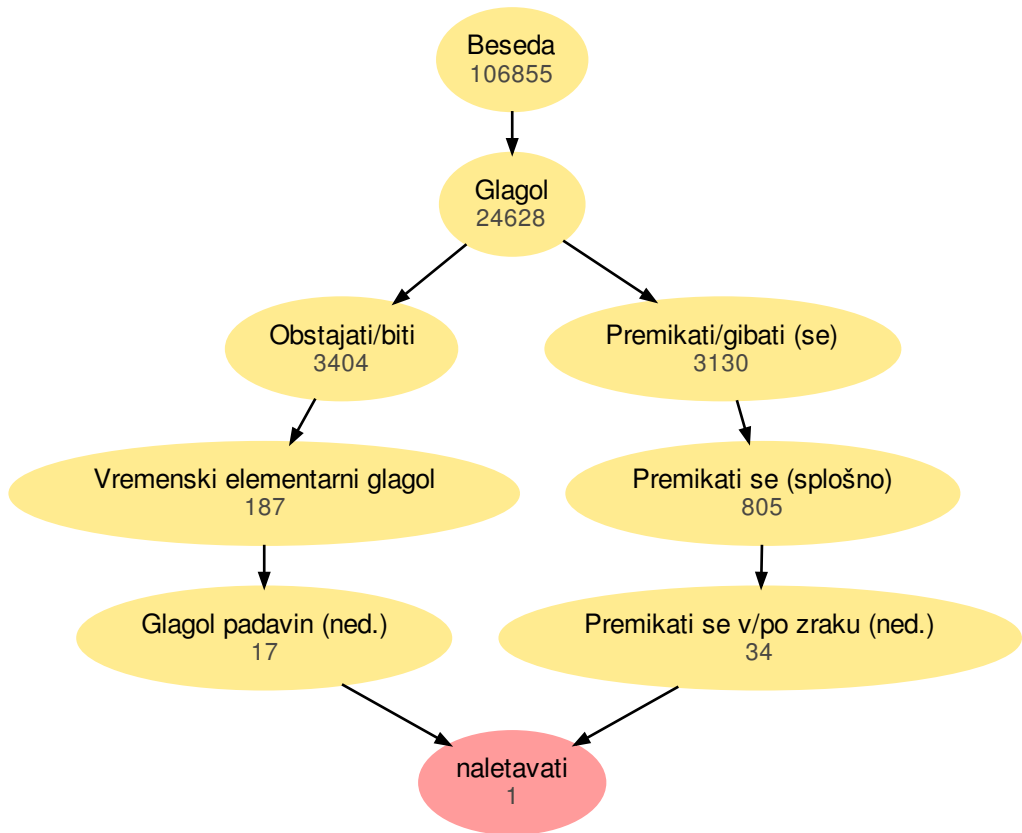 Beseda
106855
Glagol
24628
Obstajati/biti
3404
Premikati/gibati (se)
3130
Vremenski elementarni glagol
187
Premikati se (splošno)
805
Glagol padavin (ned.)
17
Premikati se v/po zraku (ned.)
34
naletavati
1